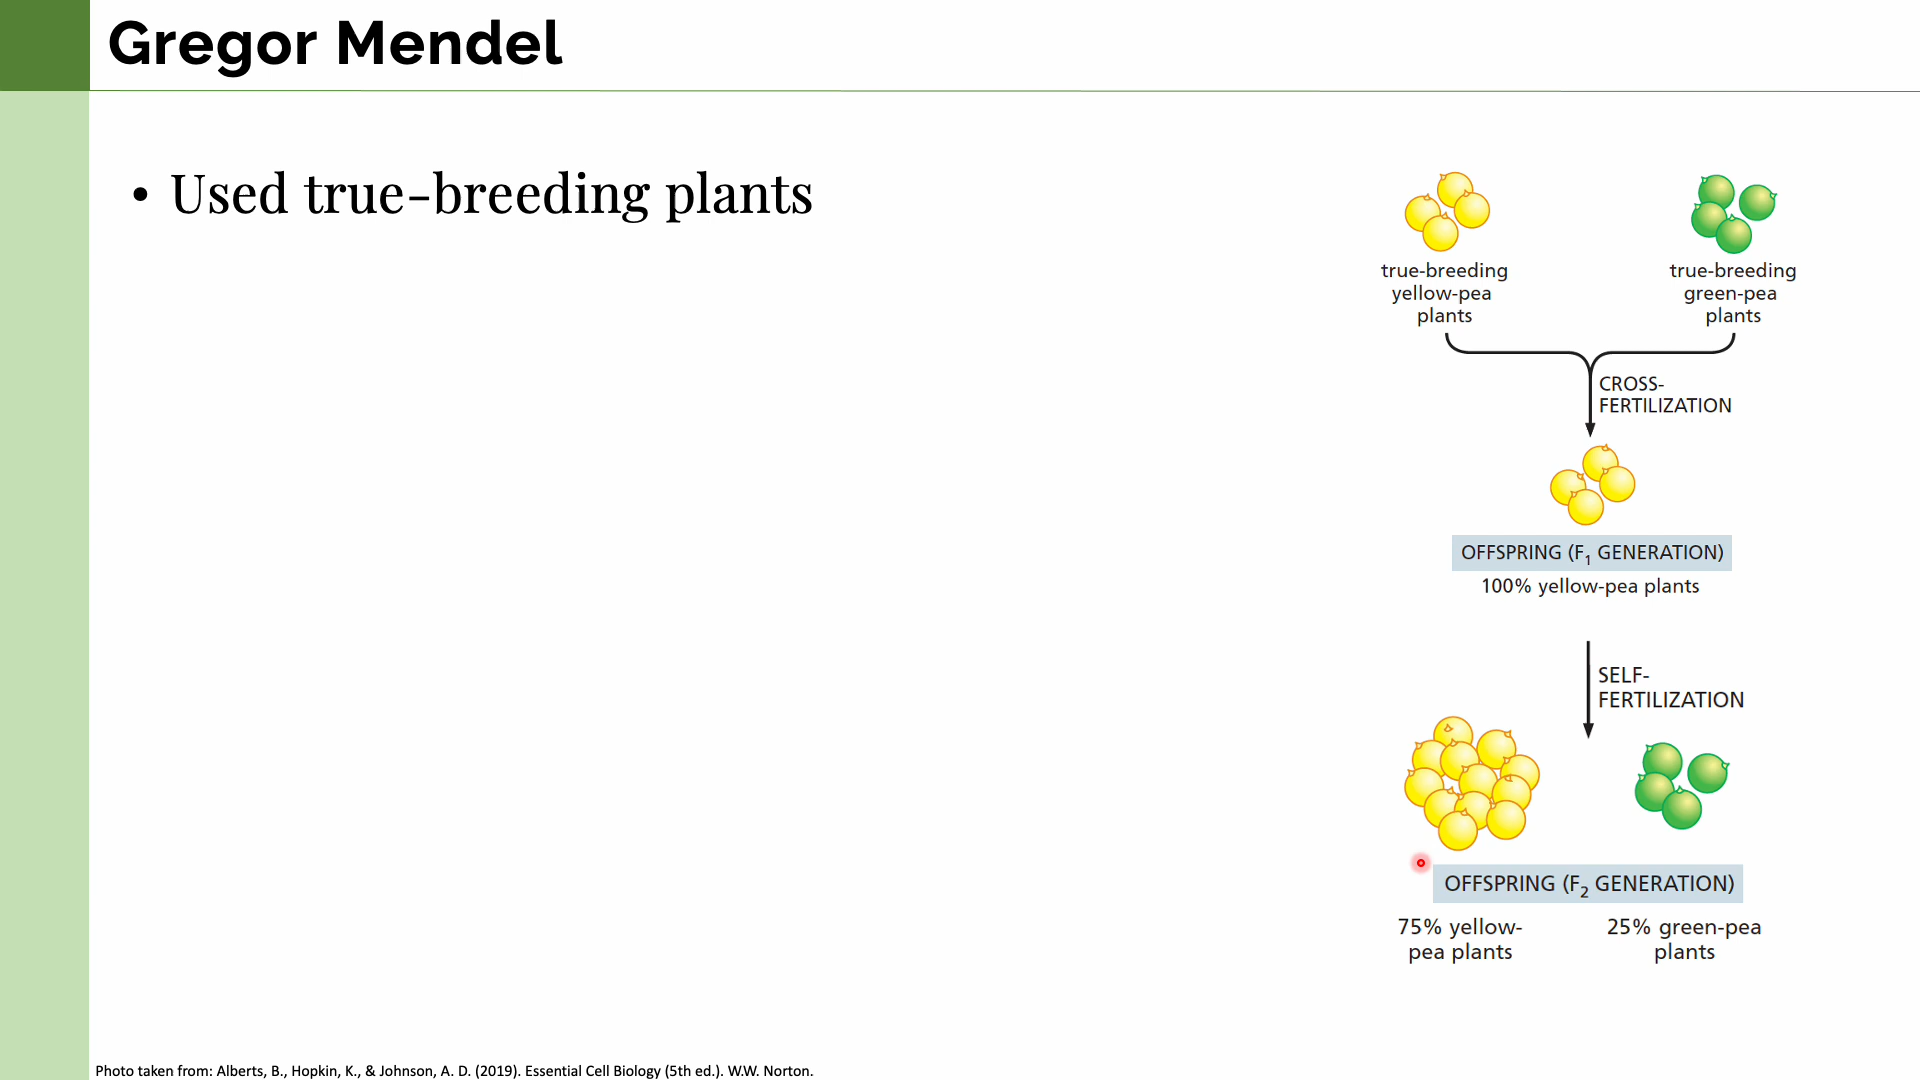 Gregor Mendel
• Used true-breeding plants
true-breeding
yellow-pea
plants
true-breeding
green-pea
plants
CROSS-
FERTILIZATION
OFFSPRING (F₁ GENERATION)
100% yellow-pea plants
SELF-
FERTILIZATION
OFFSPRING (F₂ GENERATION)
75% yellow-
pea plants
25% green-pea
plants
Photo taken from: Alberts, B., Hopkin, K., & Johnson, A. D. (2019). Essential Cell Biology (5th ed.). W.W. Norton.